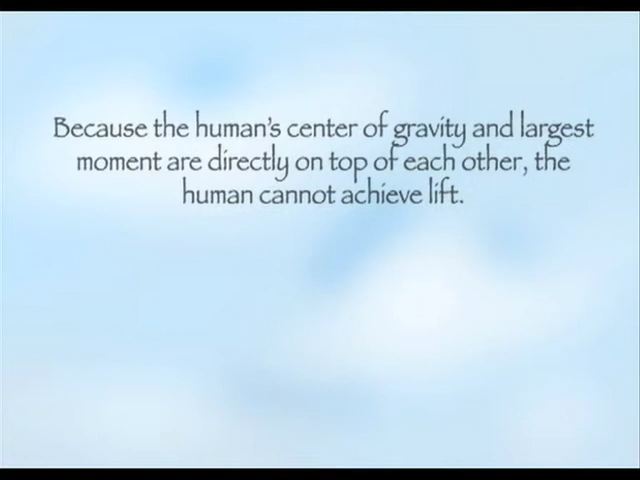 Because the human's center of gravity and largest
moment are directly on top of each other, the
human cannot achieve lift.